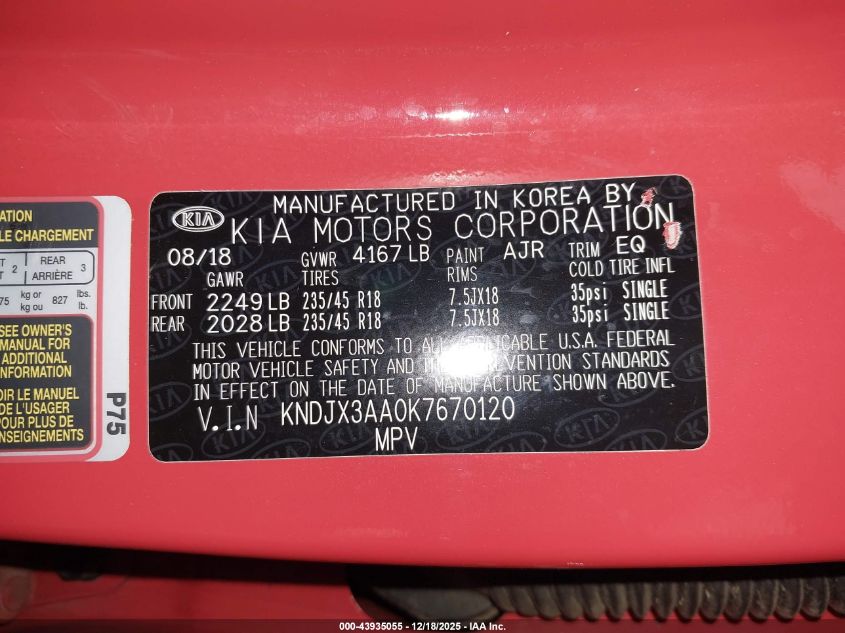 MANUFACTURED IN KOREA BY
KIA
KIA MOTORS CORPORATION
08/18 GVWR 4167 LB PAINT AJR TRIM EQ
GAWR TIRES RIMS COLD TIRE INFL
FRONT 2249 LB 235/45 R18 7.5JX18 35psi SINGLE
REAR 2028 LB 235/45 R18 7.5JX18 35psi SINGLE
THIS VEHICLE CONFORMS TO ALL APPLICABLE U.S.A. FEDERAL
MOTOR VEHICLE SAFETY AND THEFT PREVENTION STANDARDS
IN EFFECT ON THE DATE OF MANUFACTURE SHOWN ABOVE.
V.I.N KNDJX3AA0K7670120
MPV
ATION
LE CHARGEMENT
T 2 REAR ARRIÈRE 3
75 kg or kg ou 827 lbs. lb.
SEE OWNER'S
MANUAL FOR
ADDITIONAL
INFORMATION
OIR LE MANUEL
DE L'USAGER
POUR PLUS DE
ENSEIGNEMENTS
P75
000-43935055 - 12/18/2025 - IAA Inc.